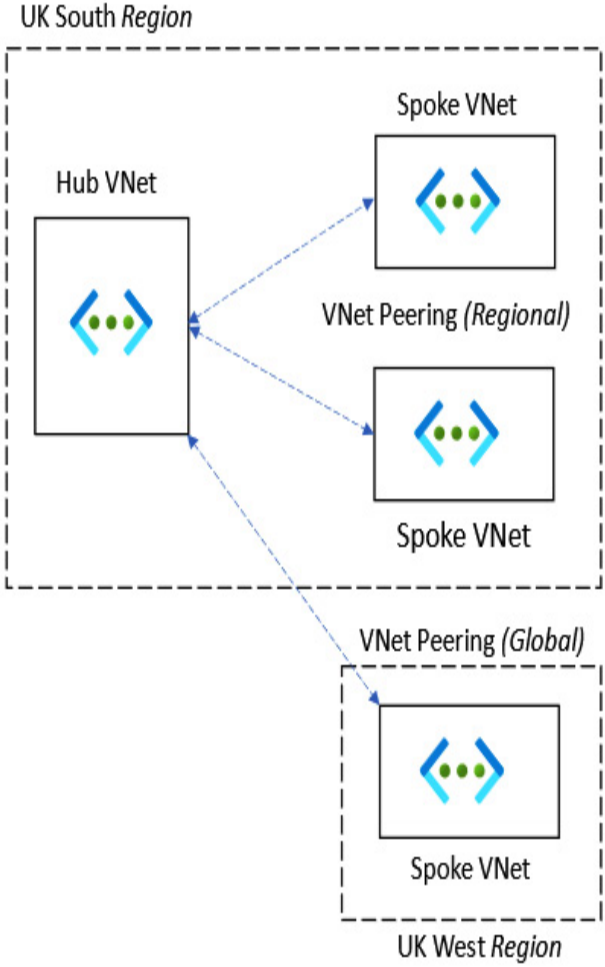 UK South Region
Spoke VNet
Hub VNet
VNet Peering (Regional)
Spoke VNet
VNet Peering (Global)
Spoke VNet
UK West Region